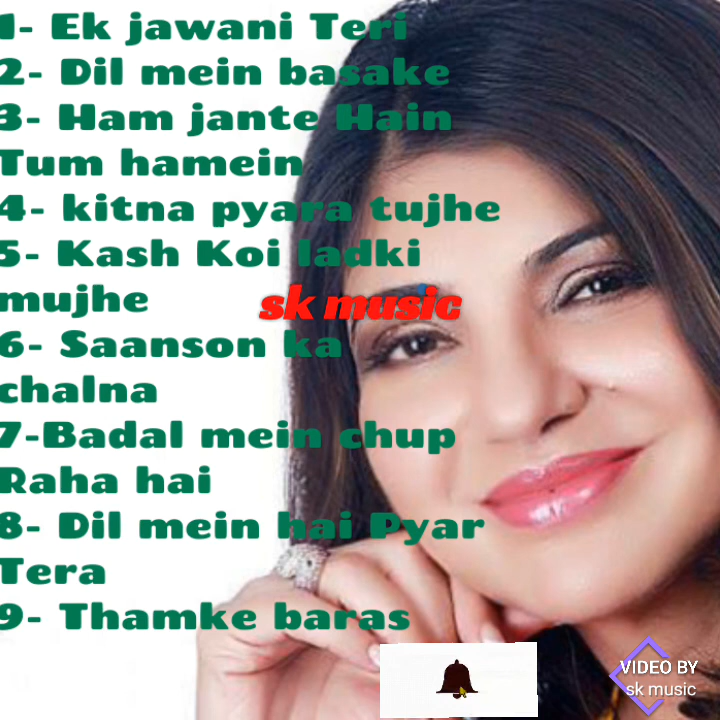 1- Ek jawani Teri
2- Dil mein basake
3- Ham jante Hain
Tum hamein
4- kitna pyara tujhe
5- Kash Koi ladki
mujhe
sk music
6- Saanson ka
chalna
7-Badal mein chup
Raha hai
8- Dil mein hai Pyar
Tera
9- Thamke baras
VIDEO BY
sk music